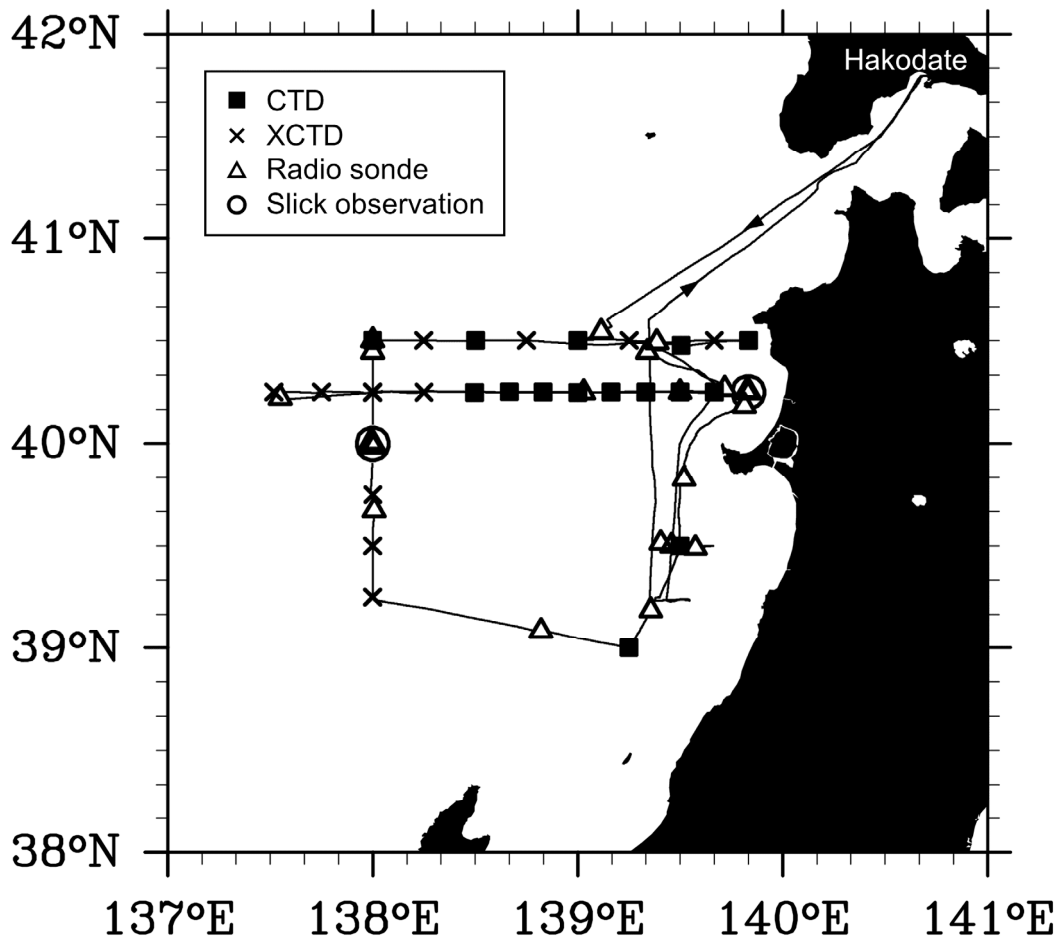 42°N
Hakodate
CTD
XCTD
Radio sonde
Slick observation
41°N
40°N
39°N
38°N
137°E 138°E 139°E 140°E 141°E